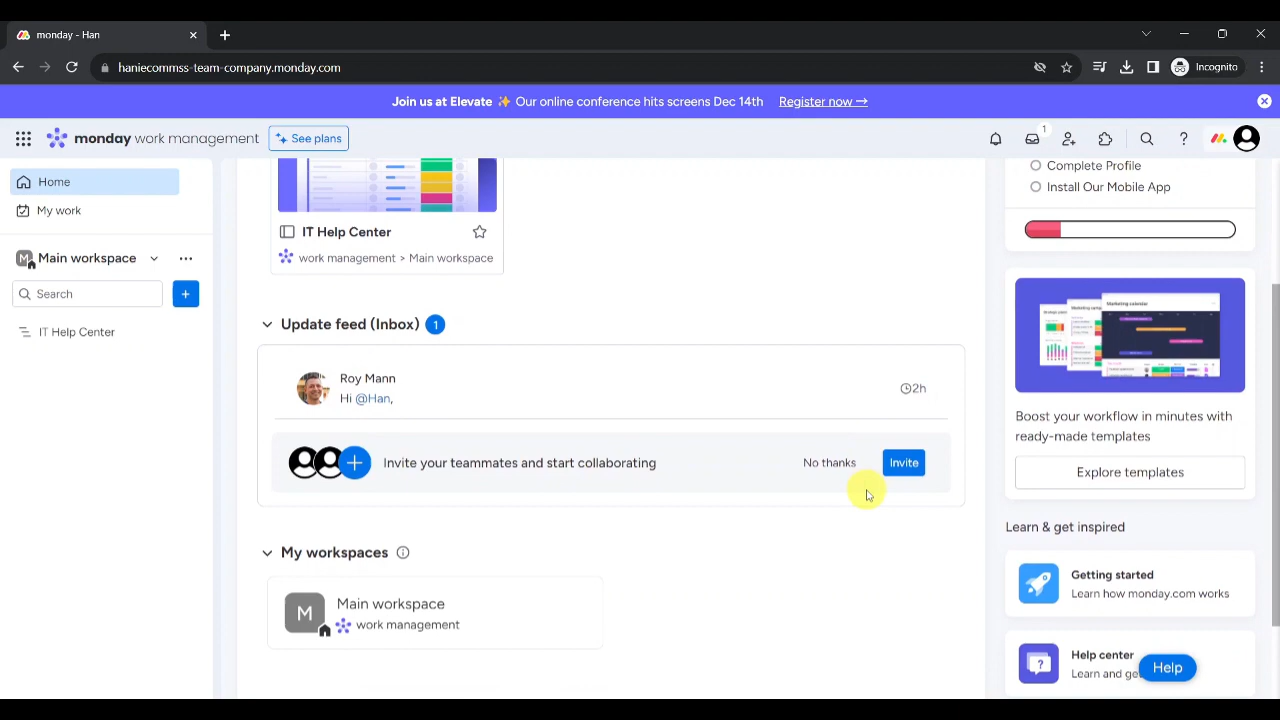 monday - Han
haniecommss-team-company.monday.com
Incognito
Join us at Elevate ✨ Our online conference hits screens Dec 14th Register now →
monday work management
See plans
1
Home
My work
M Main workspace
Search
+
IT Help Center
IT Help Center
work management > Main workspace
Update feed (Inbox) 1
Roy Mann
Hi @Han,
2h
Invite your teammates and start collaborating
No thanks
Invite
My workspaces
M
Main workspace
work management
Complete Profile
Install Our Mobile App
Marketing calendar
Boost your workflow in minutes with
ready-made templates
Explore templates
Learn & get inspired
Getting started
Learn how monday.com works
Help center
Learn and ge
Help